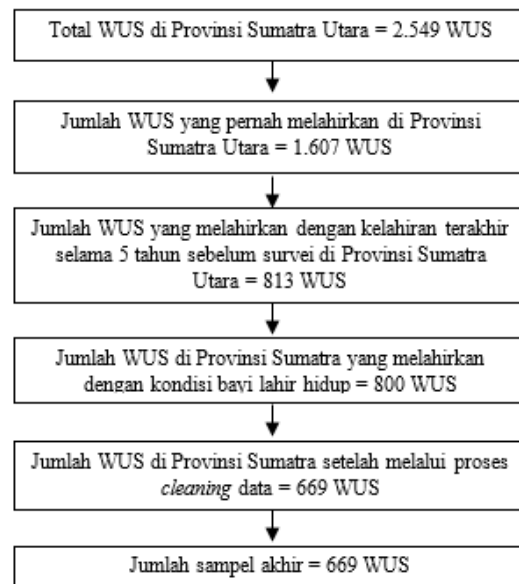 Total WUS di Provinsi Sumatra Utara = 2.549 WUS
Jumlah WUS yang pernah melahirkan di Provinsi
Sumatra Utara = 1.607 WUS
Jumlah WUS yang melahirkan dengan kelahiran terakhir
selama 5 tahun sebelum survei di Provinsi Sumatra
Utara = 813 WUS
Jumlah WUS di Provinsi Sumatra yang melahirkan
dengan kondisi bayi lahir hidup = 800 WUS
Jumlah WUS di Provinsi Sumatra setelah melalui proses
cleaning data = 669 WUS
Jumlah sampel akhir = 669 WUS